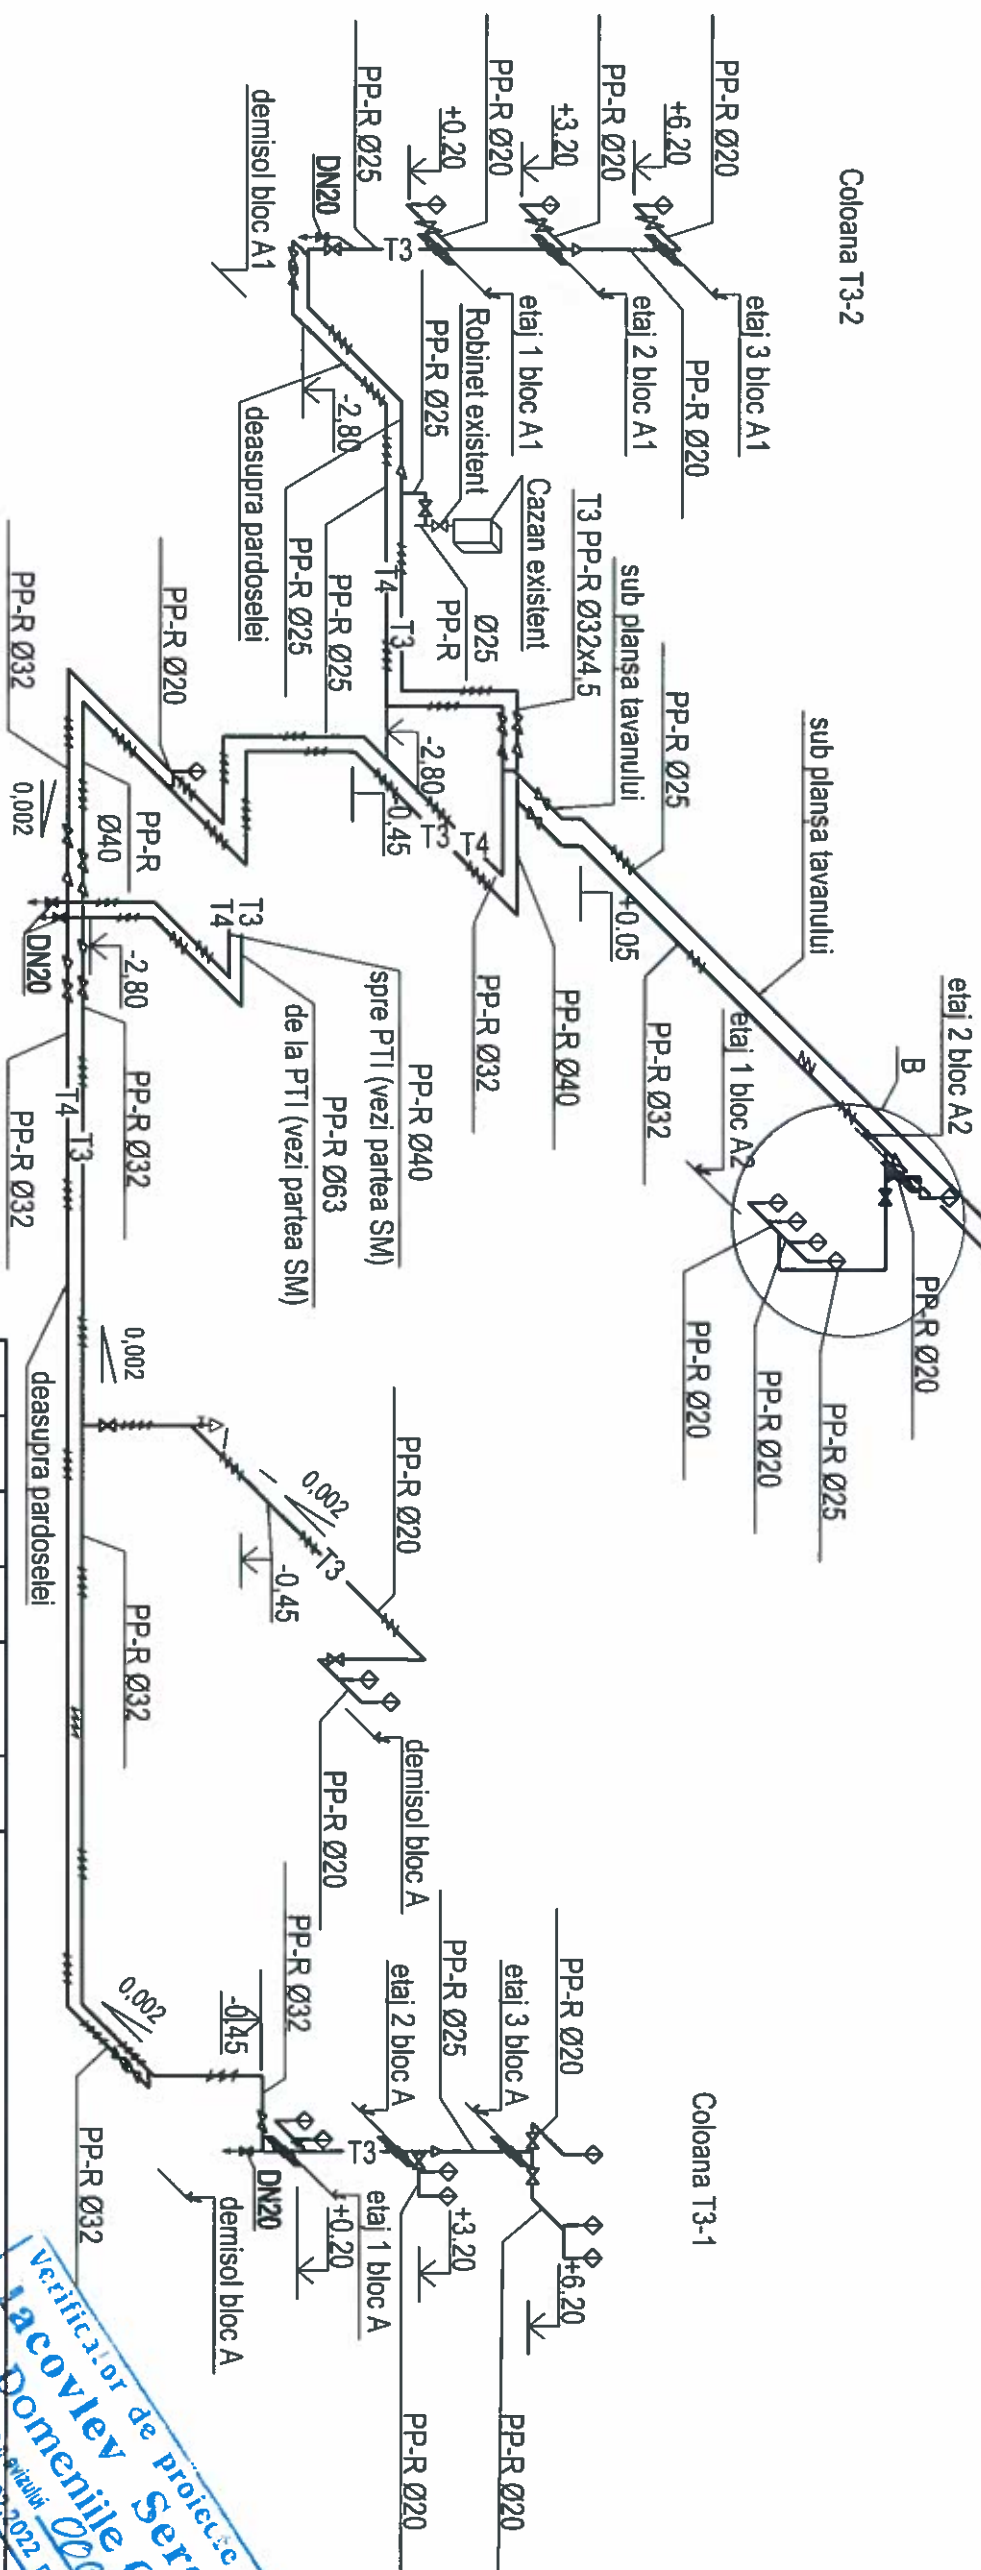 Coloana T3-2
PP-R Ø20
+6,20
etaj 3 bloc A1
PP-R Ø20
PP-R Ø20
+3,20
etaj 2 bloc A1
PP-R Ø20
+0,20
etaj 1 bloc A1
PP-R Ø25
DN20
T3
PP-R Ø25
Robinet existent
Cazan existent
demisol bloc A1
-2,80
deasupra pardoselei
PP-R Ø25
PP-R Ø25
Ø25
PP-R
T3 PP-R Ø32x4,5
sub plansa tavanului
PP-R Ø25
sub plansa tavanului
T4
T3
-2,80
-0,45
T3
T4
+0.05
PP-R Ø32
PP-R Ø40
PP-R Ø32
etaj 2 bloc A2
B
etaj 1 bloc A2
PP-R Ø20
PP-R Ø25
PP-R Ø20
PP-R Ø20
PP-R Ø20
PP-R Ø32
0,002
PP-R
Ø40
T3
T4
DN20
-2,80
PP-R Ø40
spre PTI (vezi partea SM)
PP-R Ø63
de la PTI (vezi partea SM)
PP-R Ø32
T4
T3
PP-R Ø32
0,002
deasupra pardoselei
PP-R Ø20
0,002
T3
-0,45
PP-R Ø32
demisol bloc A
PP-R Ø20
Coloana T3-1
PP-R Ø20
etaj 3 bloc A
+6,20
PP-R Ø25
etaj 2 bloc A
+3,20
PP-R Ø32
-0,45
T3
etaj 1 bloc A
+0,20
DN20
demisol bloc A
0,002
PP-R Ø32
PP-R Ø20
PP-R Ø20
Verificator de proiecte
Iacovlev Ser
Domeniile
avizului
2022